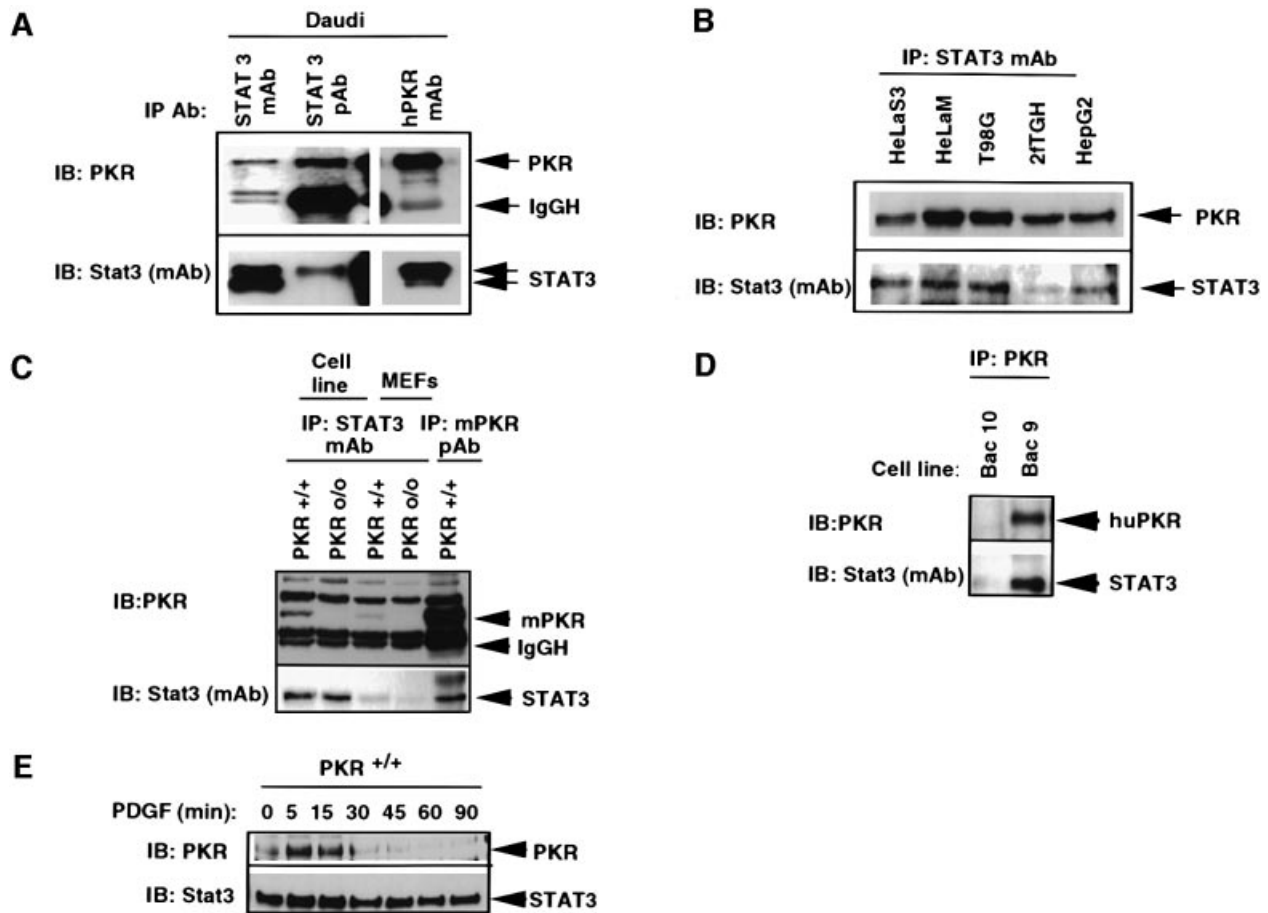 A
Daudi
IP Ab:
STAT 3 mAb
STAT 3 pAb
hPKR mAb
IB: PKR
PKR
IgGH
IB: Stat3 (mAb)
STAT3
B
IP: STAT3 mAb
HeLaS3
HeLaM
T98G
2fTGH
HepG2
IB: PKR
PKR
IB: Stat3 (mAb)
STAT3
C
Cell line
MEFs
IP: STAT3 mAb
IP: mPKR pAb
PKR +/+
PKR o/o
PKR +/+
PKR o/o
PKR +/+
IB:PKR
mPKR
IgGH
IB: Stat3 (mAb)
STAT3
D
IP: PKR
Cell line:
Bac 10
Bac 9
IB:PKR
huPKR
IB: Stat3 (mAb)
STAT3
E
PKR +/+
PDGF (min): 0 5 15 30 45 60 90
IB: PKR
PKR
IB: Stat3
STAT3